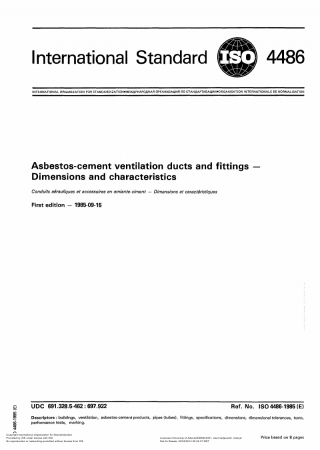 International Standard ISO 4486
INTERNATIONAL ORGANIZATION FOR STANDARDIZATION•МЕЖДУНАРОДНАЯ ОРГАНИЗАЦИЯ ПО СТАНДАРТИЗАЦИИ•ORGANISATION INTERNATIONALE DE NORMALISATION
Asbestos-cement ventilation ducts and fittings —
Dimensions and characteristics
Conduits aérauliques et accessoires en amiante-ciment — Dimensions et caractéristiques
First edition — 1985-09-15
ISO 4486-1985 (E)
UDC 691.328.5-462 : 697.922
Ref. No. ISO 4486-1985 (E)
Descriptors : buildings, ventilation, asbestos-cement products, pipes (tubes), fittings, specifications, dimensions, dimensional tolerances, tests,
performance tests, marking.
Price based on 8 pages